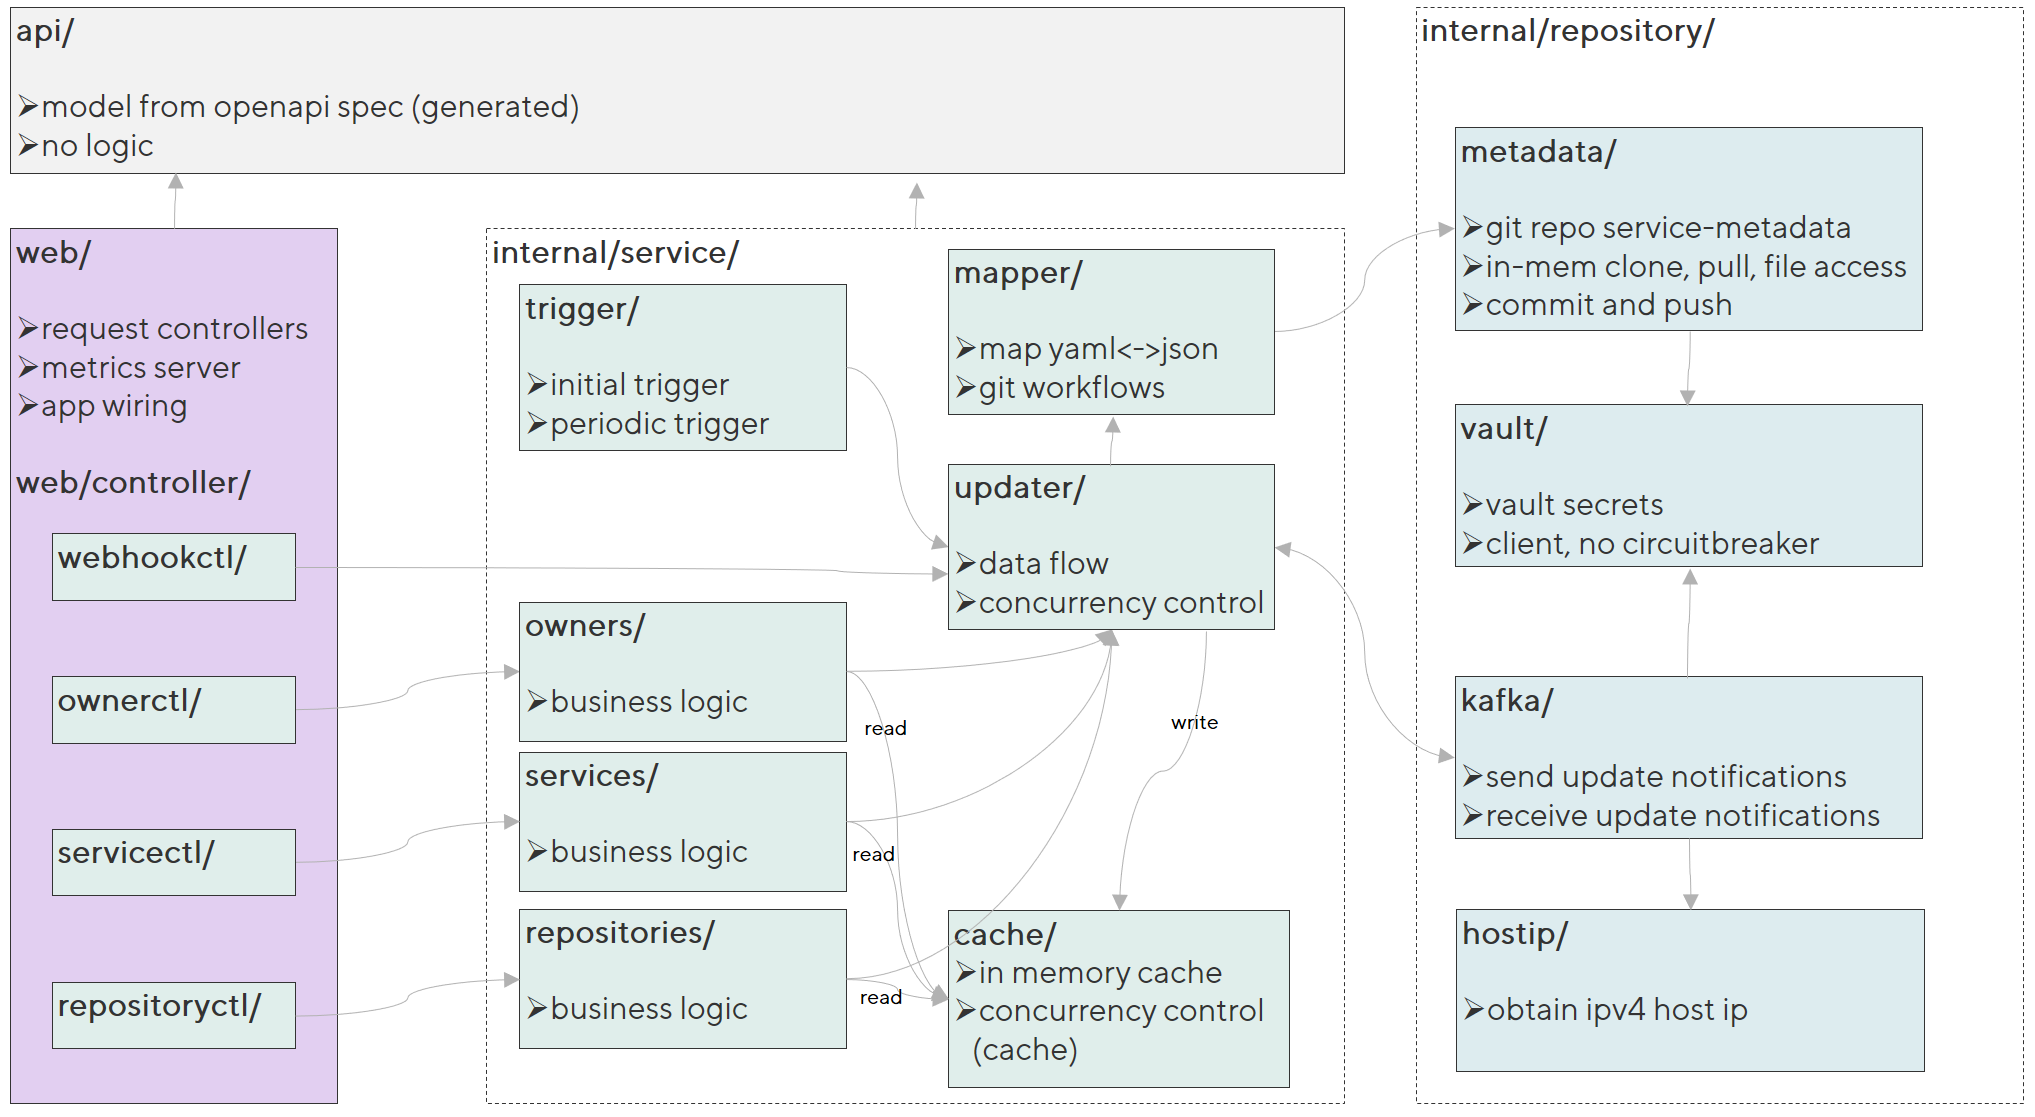 api/
➢model from openapi spec (generated)
➢no logic
web/
➢request controllers
➢metrics server
➢app wiring
web/controller/
webhookctl/
ownerctl/
servicectl/
repositoryctl/
internal/service/
trigger/
➢initial trigger
➢periodic trigger
owners/
➢business logic
services/
➢business logic
repositories/
➢business logic
read
read
read
mapper/
➢map yaml<->json
➢git workflows
updater/
➢data flow
➢concurrency control
write
cache/
➢in memory cache
➢concurrency control
(cache)
internal/repository/
metadata/
➢git repo service-metadata
➢in-mem clone, pull, file access
➢commit and push
vault/
➢vault secrets
➢client, no circuitbreaker
kafka/
➢send update notifications
➢receive update notifications
hostip/
➢obtain ipv4 host ip